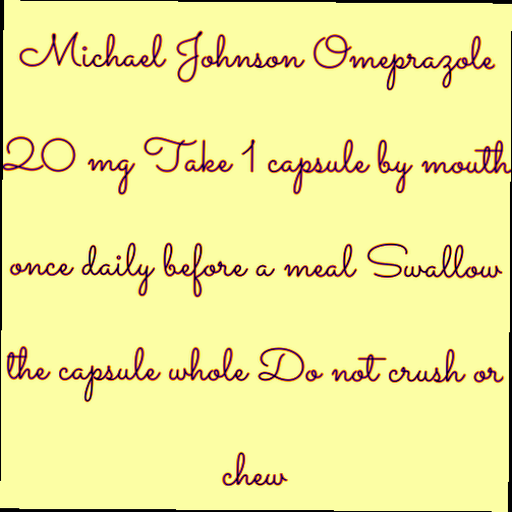 Michael Johnson Omeprazole
20 mg Take 1 capsule by mouth
once daily before a meal Swallow
the capsule whole Do not crush or
chew